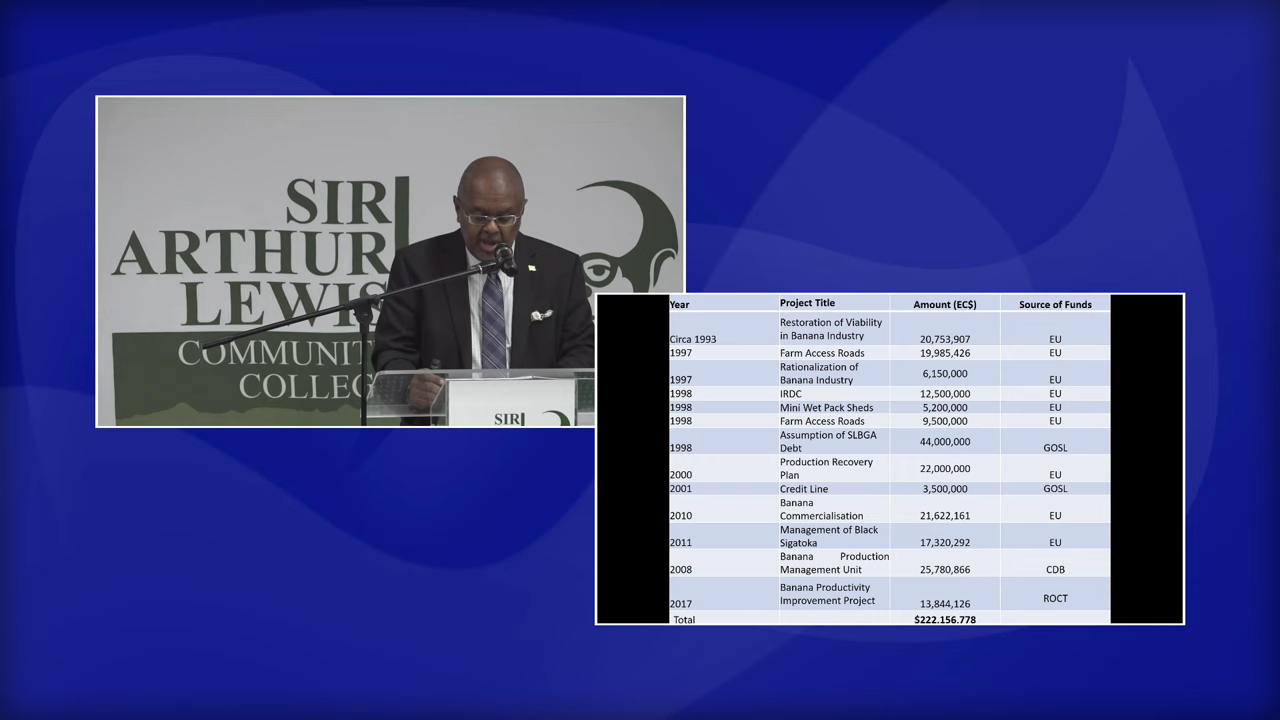 SIR
ARTHUR
LEWIS
COMMUNIT
COLLEG
SIR
Year Project Title Amount (EC$) Source of Funds
Circa 1993 Restoration of Viability
in Banana Industry 20,753,907 EU
1997 Farm Access Roads 19,985,426 EU
1997 Rationalization of
Banana Industry 6,150,000 EU
1998 IRDC 12,500,000 EU
1998 Mini Wet Pack Sheds 5,200,000 EU
1998 Farm Access Roads 9,500,000 EU
1998 Assumption of SLBGA
Debt 44,000,000 GOSL
2000 Production Recovery
Plan 22,000,000 EU
2001 Credit Line 3,500,000 GOSL
2010 Banana
Commercialisation 21,622,161 EU
2011 Management of Black
Sigatoka 17,320,292 EU
2008 Banana Production
Management Unit 25,780,866 CDB
2017 Banana Productivity
Improvement Project 13,844,126 ROCT
Total $222.156.778